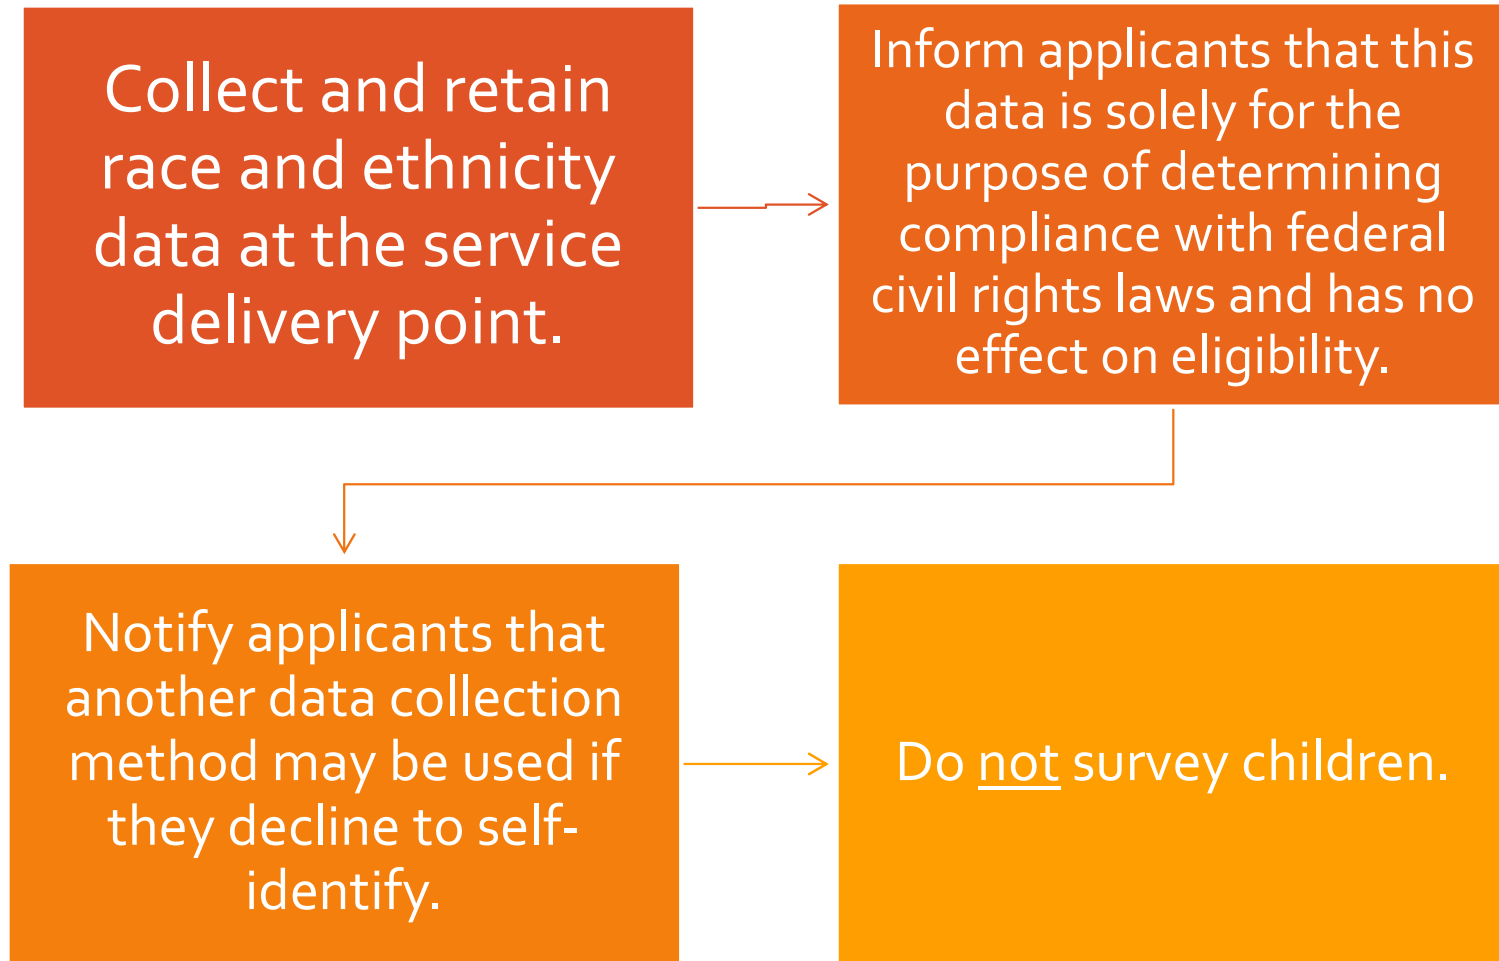 Collect and retain
race and ethnicity
data at the service
delivery point.
Inform applicants that this
data is solely for the
purpose of determining
compliance with federal
civil rights laws and has no
effect on eligibility.
Notify applicants that
another data collection
method may be used if
they decline to self-
identify.
Do not survey children.